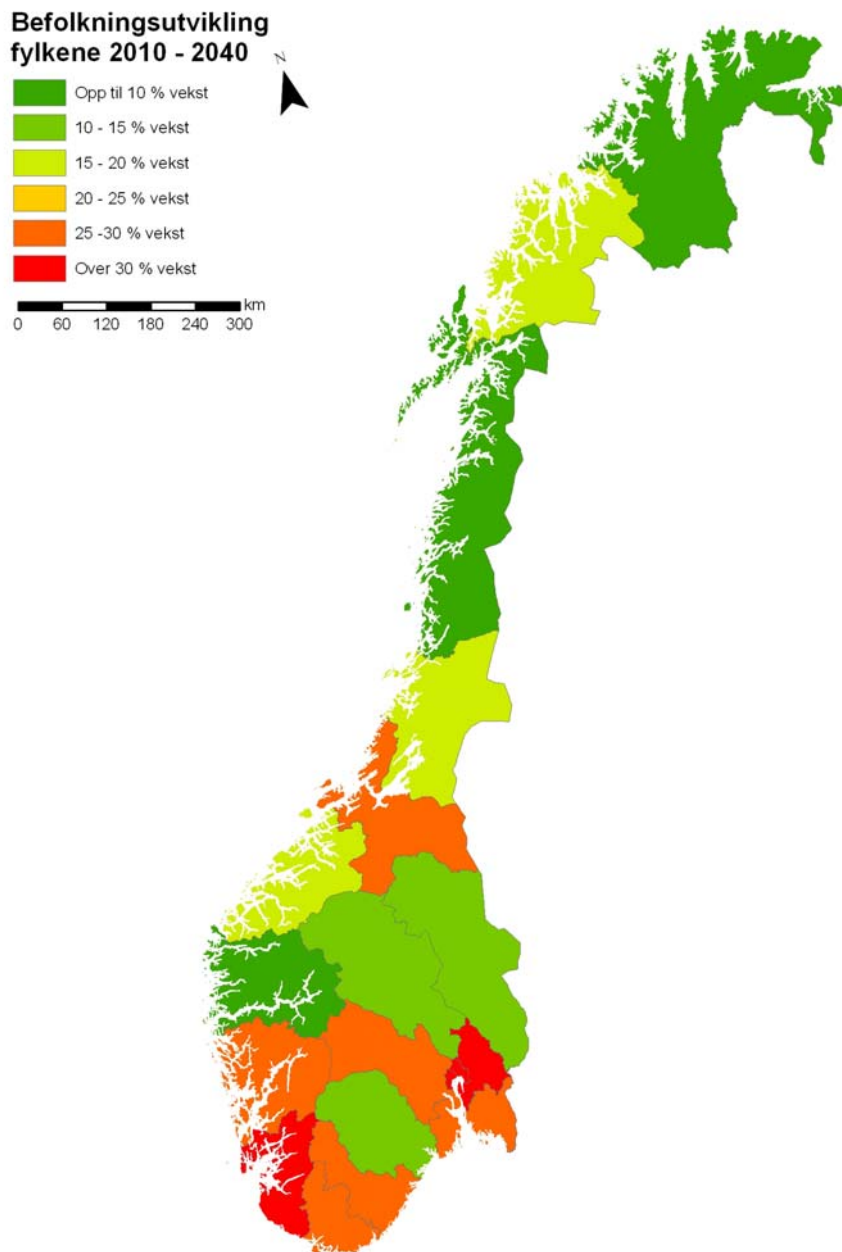 Befolkningsutvikling
fylkene 2010 - 2040
N
Opp til 10 % vekst
10 - 15 % vekst
15 - 20 % vekst
20 - 25 % vekst
25 -30 % vekst
Over 30 % vekst
km
0 60 120 180 240 300